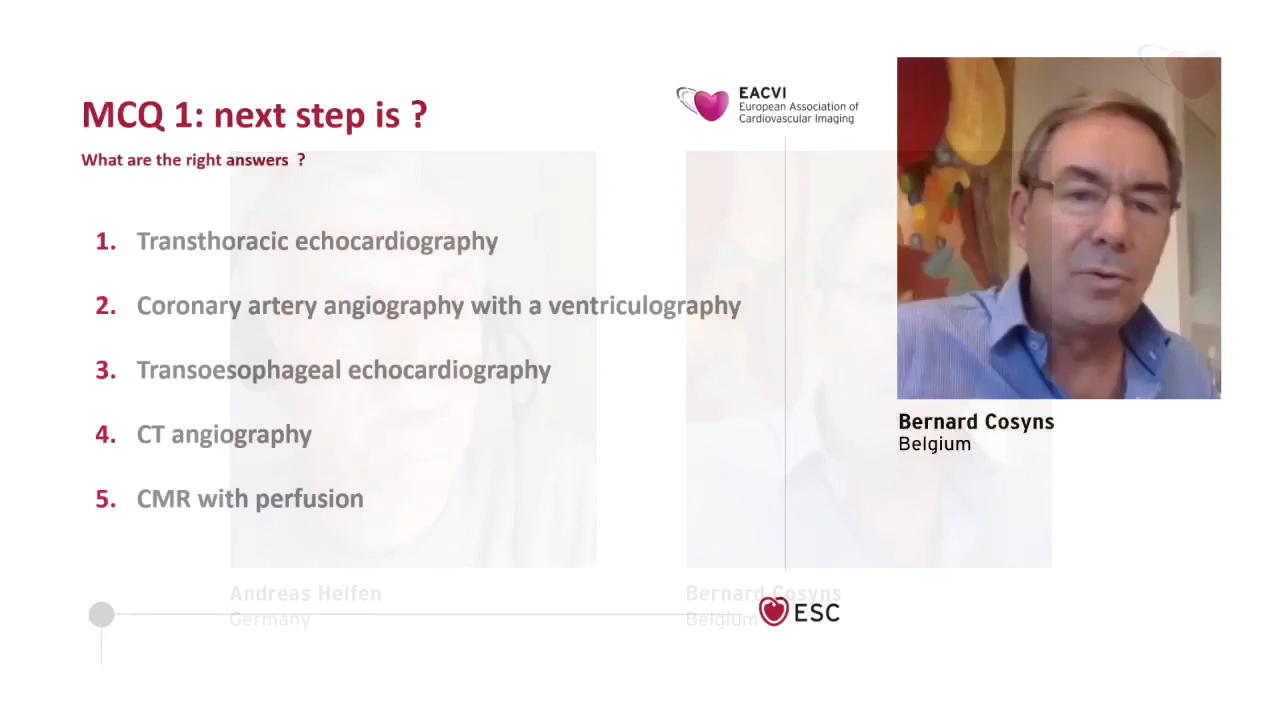 MCQ 1: next step is ?
What are the right answers ?
1. Transthoracic echocardiography
2. Coronary artery angiography with a ventriculography
3. Transoesophageal echocardiography
4. CT angiography
5. CMR with perfusion
EACVI
European Association of
Cardiovascular Imaging
Bernard Cosyns
Belgium
Andreas Helfen
Germany
Bernard Cosyns
Belgium
ESC